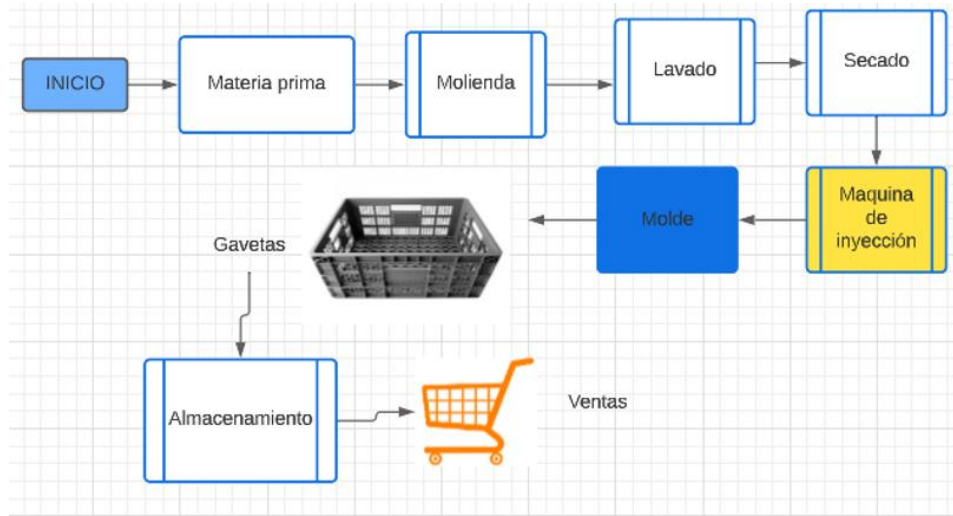 INICIO
Materia prima
Molienda
Lavado
Secado
Maquina
de
inyección
Molde
Gavetas
Almacenamiento
Ventas